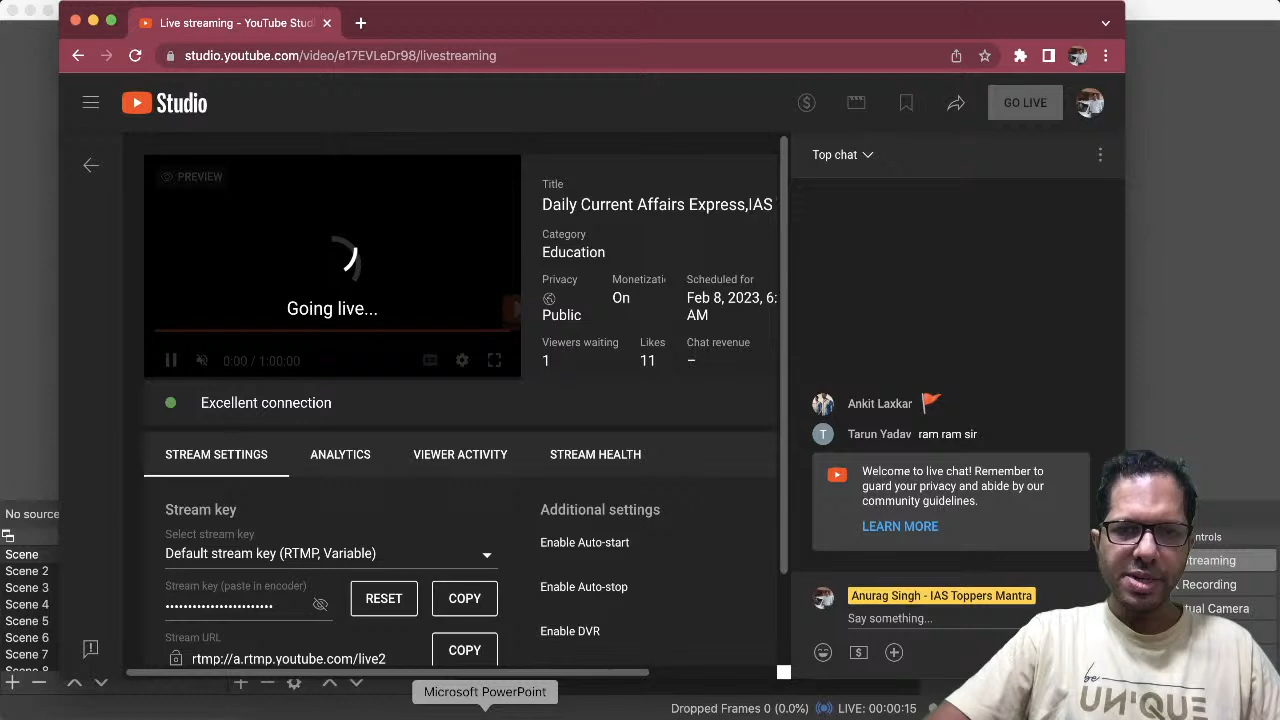 Live streaming - YouTube Studi
studio.youtube.com/video/e17EVLeDr98/livestreaming
Studio
GO LIVE
PREVIEW
Going live...
0:00 / 1:00:00
Excellent connection
Title
Daily Current Affairs Express,IAS
Category
Education
Privacy
Public
Monetizati
On
Scheduled for
Feb 8, 2023, 6:
AM
Viewers waiting
1
Likes
11
Chat revenue
–
STREAM SETTINGS
ANALYTICS
VIEWER ACTIVITY
STREAM HEALTH
Stream key
Select stream key
Default stream key (RTMP, Variable)
Stream key (paste in encoder)
••••••••••••••••••••••••
RESET
COPY
Stream URL
rtmp://a.rtmp.youtube.com/live2
COPY
Additional settings
Enable Auto-start
Enable Auto-stop
Enable DVR
Top chat
Ankit Laxkar
T
Tarun Yadav ram ram sir
Welcome to live chat! Remember to
guard your privacy and abide by our
community guidelines.
LEARN MORE
Anurag Singh - IAS Toppers Mantra
Say something...
No source
Scene
Scene 2
Scene 3
Scene 4
Scene 5
Scene 6
Scene 7
ontrols
treaming
Recording
tual Camera
Microsoft PowerPoint
Dropped Frames 0 (0.0%)
LIVE: 00:00:15
be
UN'QUE